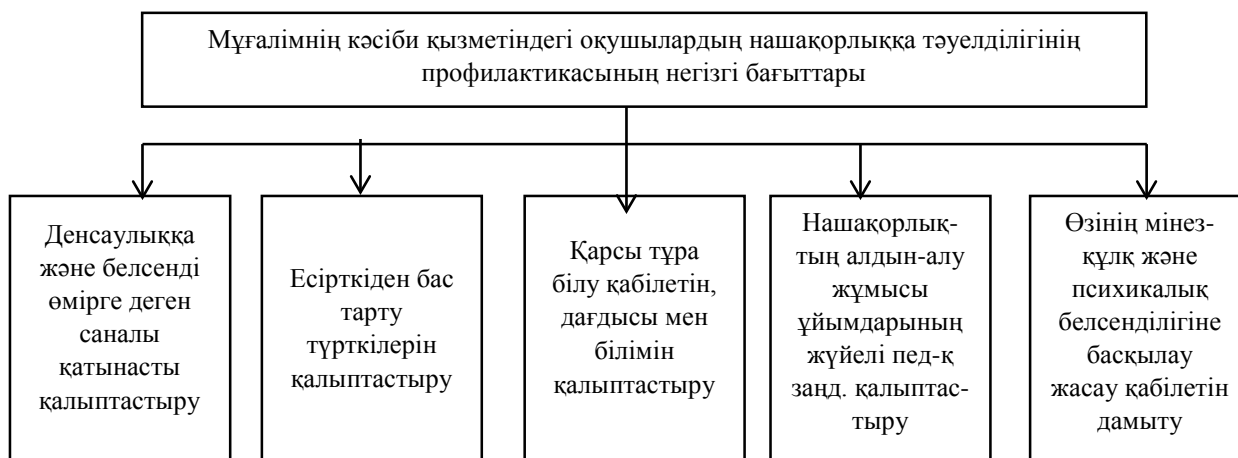 Мұғалімнің кәсіби қызметіндегі оқушылардың нашақорлыққа тәуелділігінің
профилактикасының негізгі бағыттары
Денсаулыққа
және белсенді
өмірге деген
саналы
қатынасты
қалыптастыру
Есірткіден бас
тарту
түрткілерін
қалыптастыру
Қарсы тұра
білу қабілетін,
дағдысы мен
білімін
қалыптастыру
Нашақорлық-
тың алдын-алу
жұмысы
ұйымдарының
жүйелі пед-қ
заңд. қалыптас-
тыру
Өзінің мінез-
құлқ және
психикалық
белсенділігіне
басқылау
жасау қабілетін
дамыту